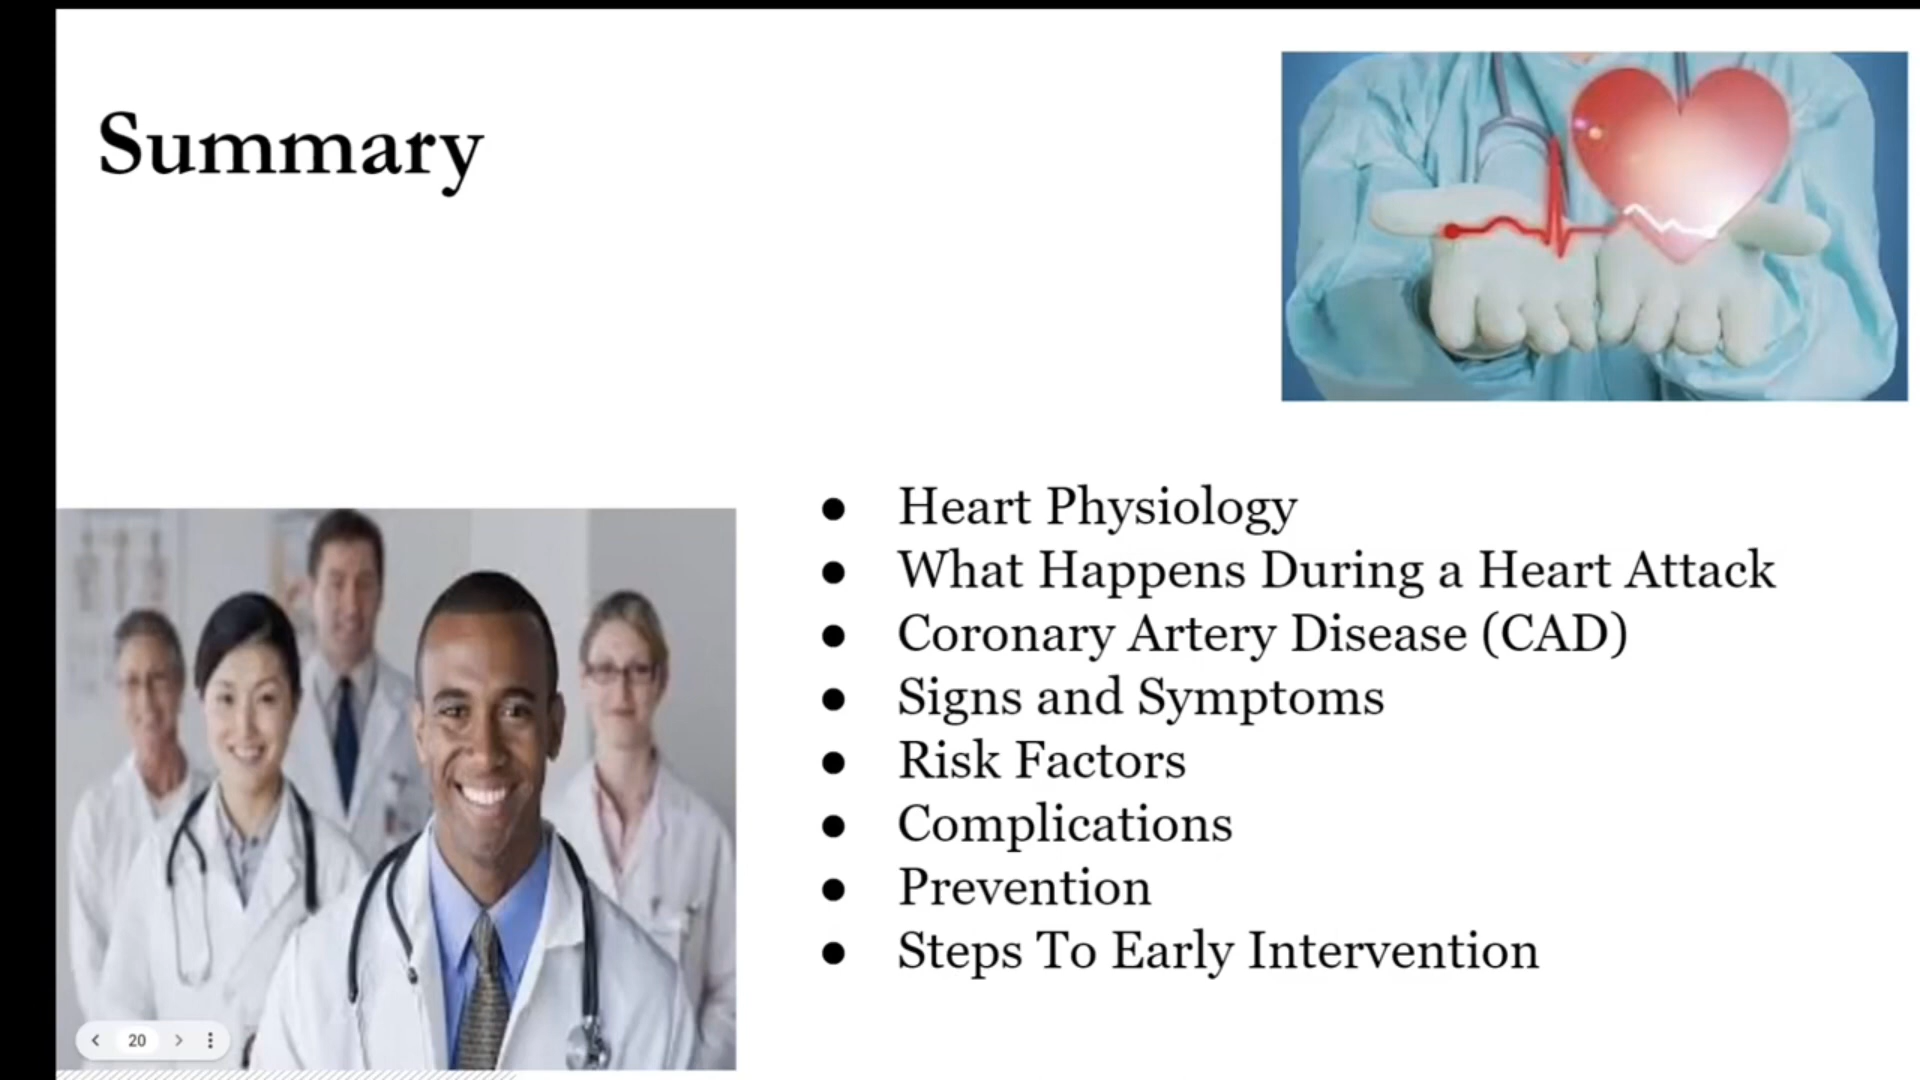 Summary
Heart Physiology
What Happens During a Heart Attack
Coronary Artery Disease (CAD)
Signs and Symptoms
Risk Factors
Complications
Prevention
Steps To Early Intervention
20